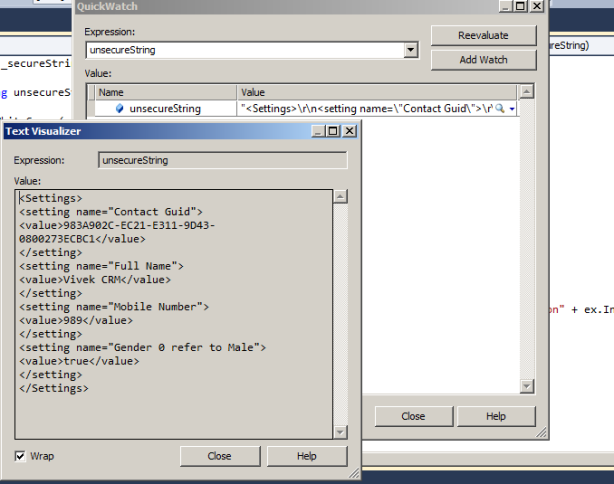 QuickWatch
Expression:
unsecureString
Reevaluate
Add Watch
Value:
Name Value
unsecureString "<Settings>\r\n<setting name=\"Contact Guid\">\r\
_secureStri
g unsecureS
ireString)
on" + ex.In
Close Help
Text Visualizer
Expression: unsecureString
Value:
<Settings>
<setting name="Contact Guid">
<value>983A902C-EC21-E311-9D43-
0800273ECBC1</value>
</setting>
<setting name="Full Name">
<value>Vivek CRM</value>
</setting>
<setting name="Mobile Number">
<value>989</value>
</setting>
<setting name="Gender 0 refer to Male">
<value>true</value>
</setting>
</Settings>
Wrap Close Help